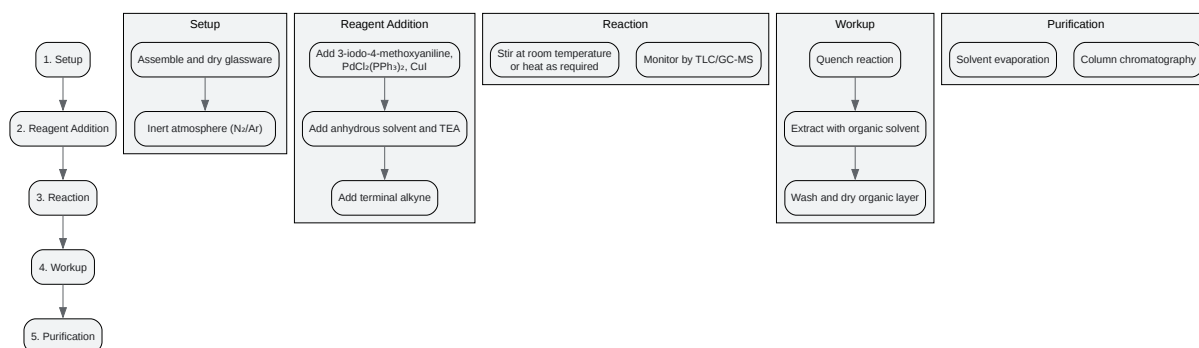 1. Setup
2. Reagent Addition
3. Reaction
4. Workup
5. Purification
Setup
Assemble and dry glassware
Inert atmosphere (N₂/Ar)
Reagent Addition
Add 3-iodo-4-methoxyaniline,
PdCl₂(PPh₃)₂, CuI
Add anhydrous solvent and TEA
Add terminal alkyne
Reaction
Stir at room temperature
or heat as required
Monitor by TLC/GC-MS
Workup
Quench reaction
Extract with organic solvent
Wash and dry organic layer
Purification
Solvent evaporation
Column chromatography